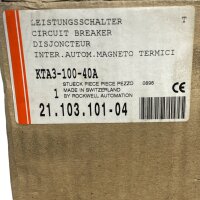 LEISTUNGSSCHALTER T
CIRCUIT BREAKER
DISJONCTEUR
INTER.AUTOM.MAGNETO TERMICI
KTA3-100-40A
STUECK PIECE PIECE PEZZO 0896
1 MADE IN SWITZERLAND
BY ROCKWELL AUTOMATION
21.103.101-04